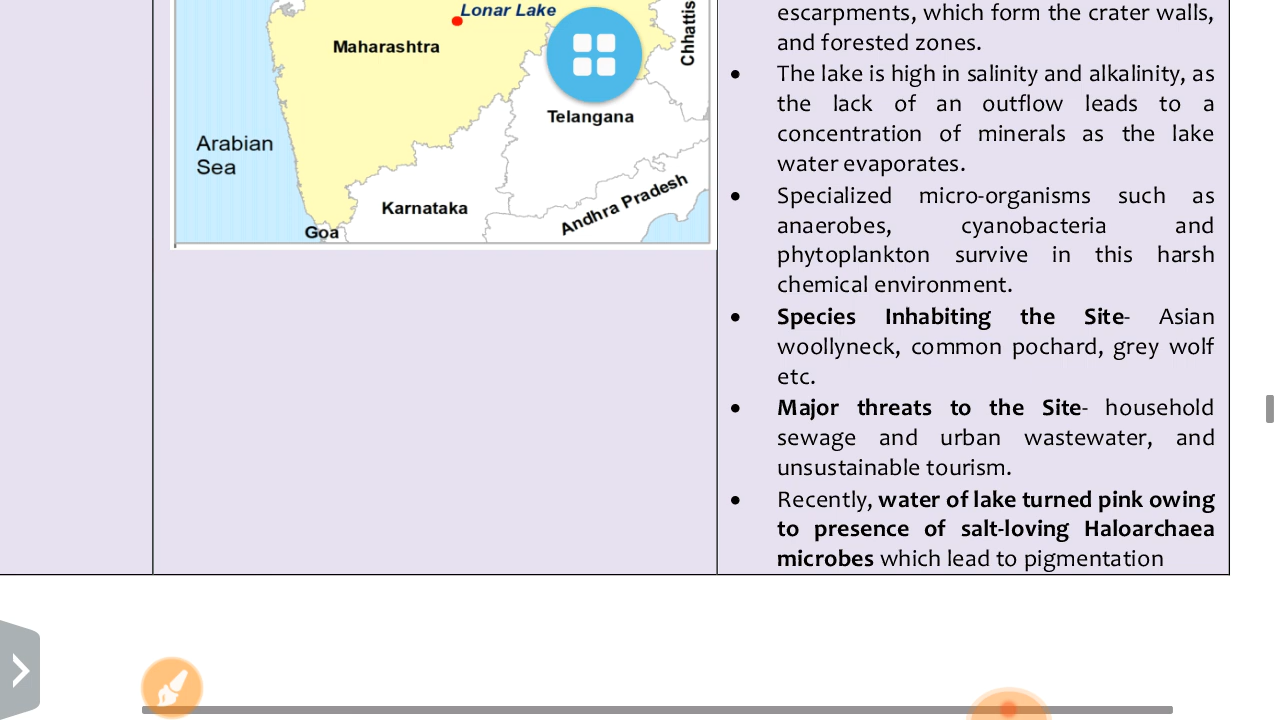 Lonar Lake
Maharashtra
Chhattis
Telangana
Arabian
Sea
Karnataka
Andhra Pradesh
Goa
escarpments, which form the crater walls,
and forested zones.
• The lake is high in salinity and alkalinity, as
the lack of an outflow leads to a
concentration of minerals as the lake
water evaporates.
• Specialized micro-organisms such as
anaerobes, cyanobacteria and
phytoplankton survive in this harsh
chemical environment.
• Species Inhabiting the Site- Asian
woollyneck, common pochard, grey wolf
etc.
• Major threats to the Site- household
sewage and urban wastewater, and
unsustainable tourism.
• Recently, water of lake turned pink owing
to presence of salt-loving Haloarchaea
microbes which lead to pigmentation